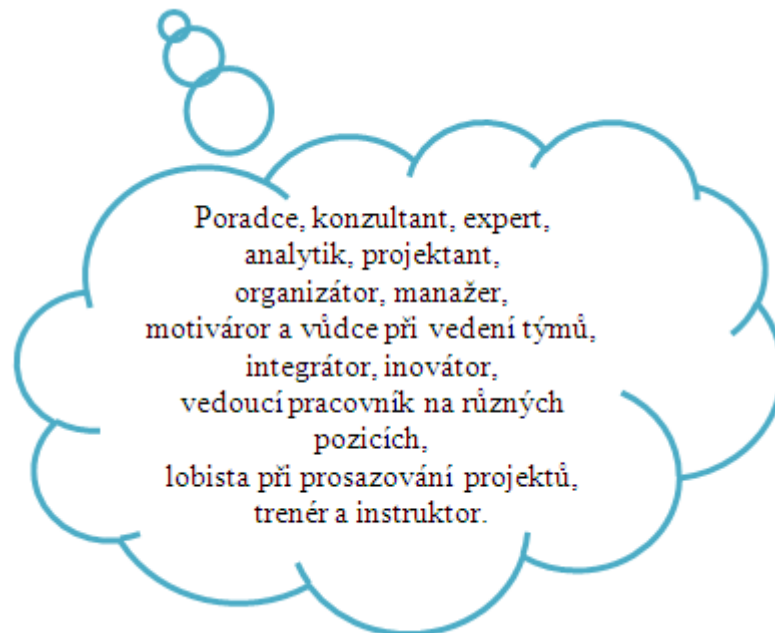 Poradce, konzultant, expert,
analytik, projektant,
organizátor, manažer,
motiváror a vůdce při vedení týmů,
integrátor, inovátor,
vedoucí pracovník na různých
pozicích,
lobista při prosazování projektů,
trenér a instruktor.